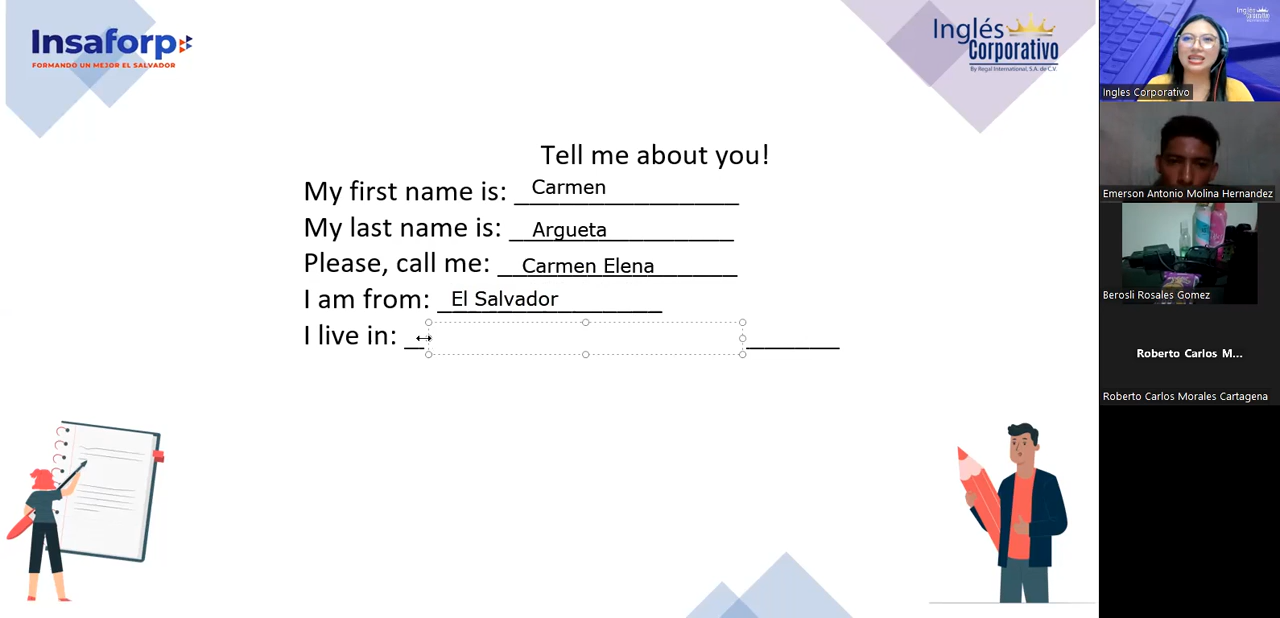 Insaforp
FORMANDO UN MEJOR EL SALVADOR
Inglés
Corporativo
By Regal International, S.A. de C.V.
Tell me about you!
My first name is: Carmen
My last name is: Argueta
Please, call me: Carmen Elena
I am from: El Salvador
I live in:
Ingles Corporativo
Emerson Antonio Molina Hernandez
Berosli Rosales Gomez
Roberto Carlos M...
Roberto Carlos Morales Cartagena